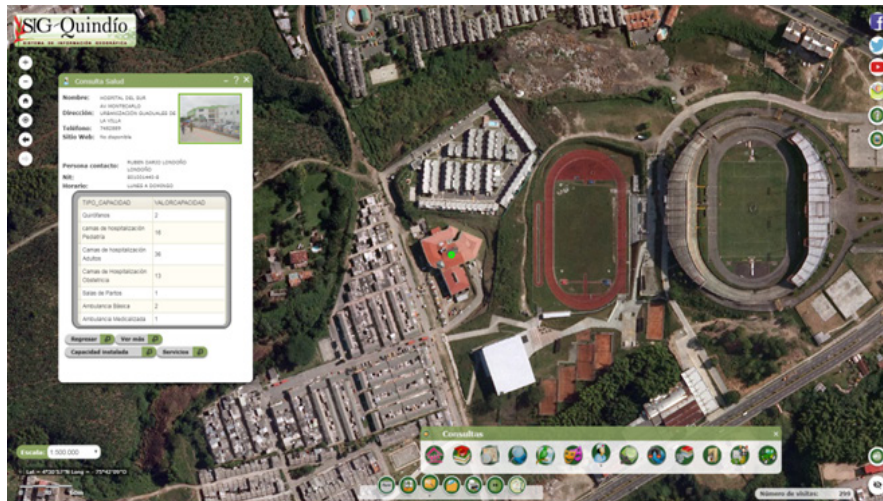 SIG Quindío
SISTEMA DE INFORMACIÓN GEOGRÁFICA
Consulta Salud
– ? ×
Nombre: HOSPITAL DEL SUR
AV MONTECARLO
Dirección: URBANIZACIÓN GUADUALES DE
LA VILLA
Teléfono:
Sitio Web: No disponible
Persona contacto: RUBEN DARIO LONDOÑO
LONDOÑO
Nit:
Horario: LUNES A DOMINGO
TIPO_CAPACIDAD VALORCAPACIDAD
Quirófanos 2
camas de hospitalización
Pediatría 16
Camas de hospitalización
Adultos 36
Camas de Hospitalización
Obstétrica 13
Salas de Partos 1
Ambulancia Básica 2
Ambulancia Medicalizada 1
Regresar Ver más
Capacidad instalada Servicios
Consultas ×
Escala: 1:500.000
Número de visitas: 299